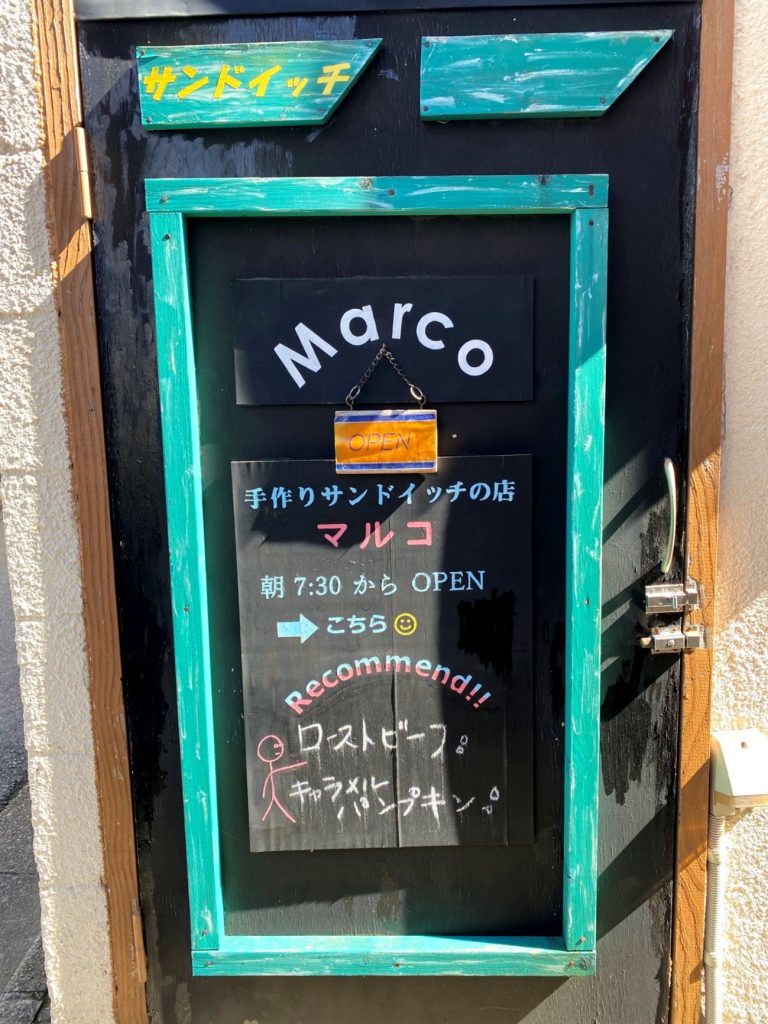 サンドイッチ
Marco
OPEN
手作りサンドイッチの店
マルコ
朝 7:30 から OPEN
こちら
Recommend!!
ローストビーフ
キャラメル
パンプキン